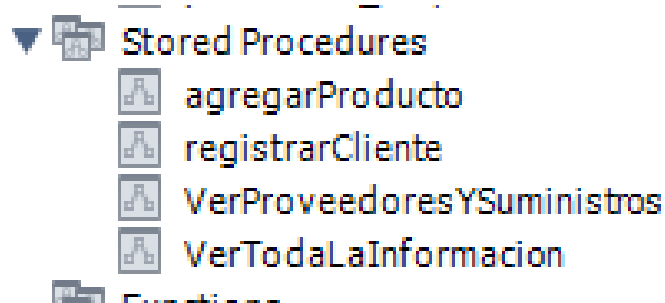 Stored Procedures
agregarProducto
registrarCliente
VerProveedoresYSuministros
VerTodaLaInformacion